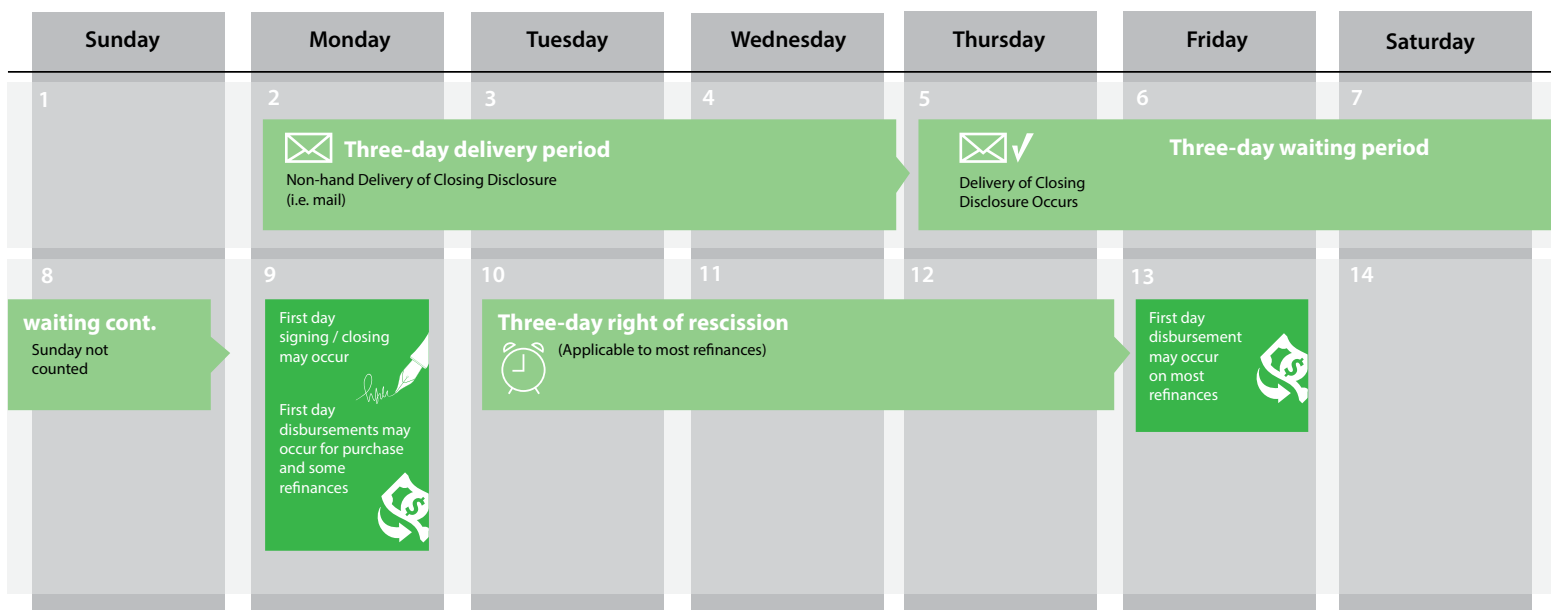 Sunday
Monday
Tuesday
Wednesday
Thursday
Friday
Saturday
1
2
3
4
5
6
7
Three-day delivery period
Non-hand Delivery of Closing Disclosure
(i.e. mail)
Three-day waiting period
Delivery of Closing
Disclosure Occurs
8
9
10
11
12
13
14
waiting cont.
Sunday not
counted
First day
signing / closing
may occur
First day
disbursements may
occur for purchase
and some
refinances
Three-day right of rescission
(Applicable to most refinances)
First day
disbursement
may occur
on most
refinances